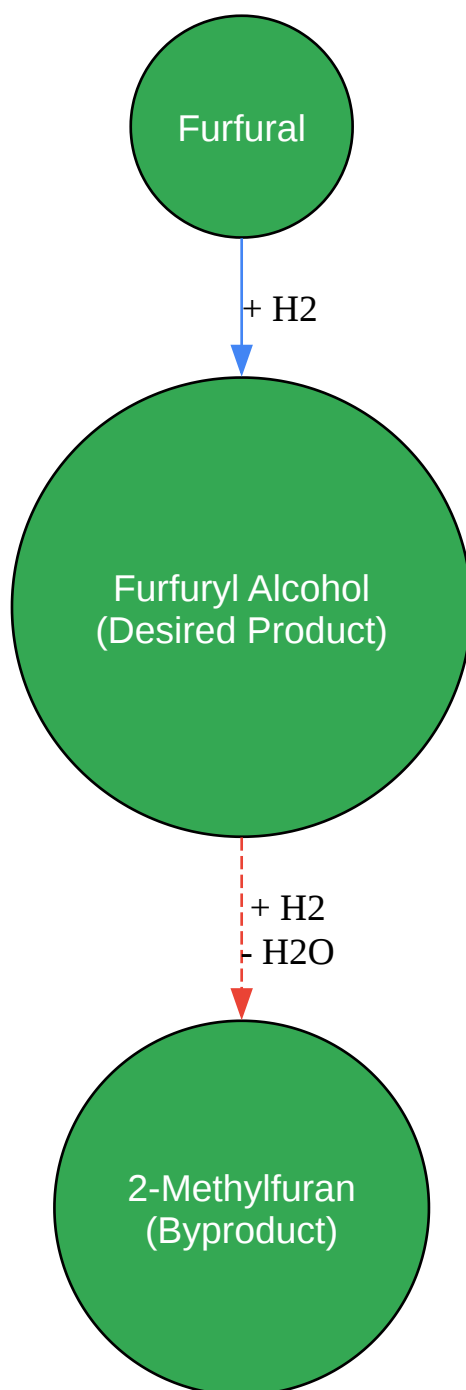 Furfural
+ H2
Furfuryl Alcohol
(Desired Product)
+ H2
- H2O
2-Methylfuran
(Byproduct)